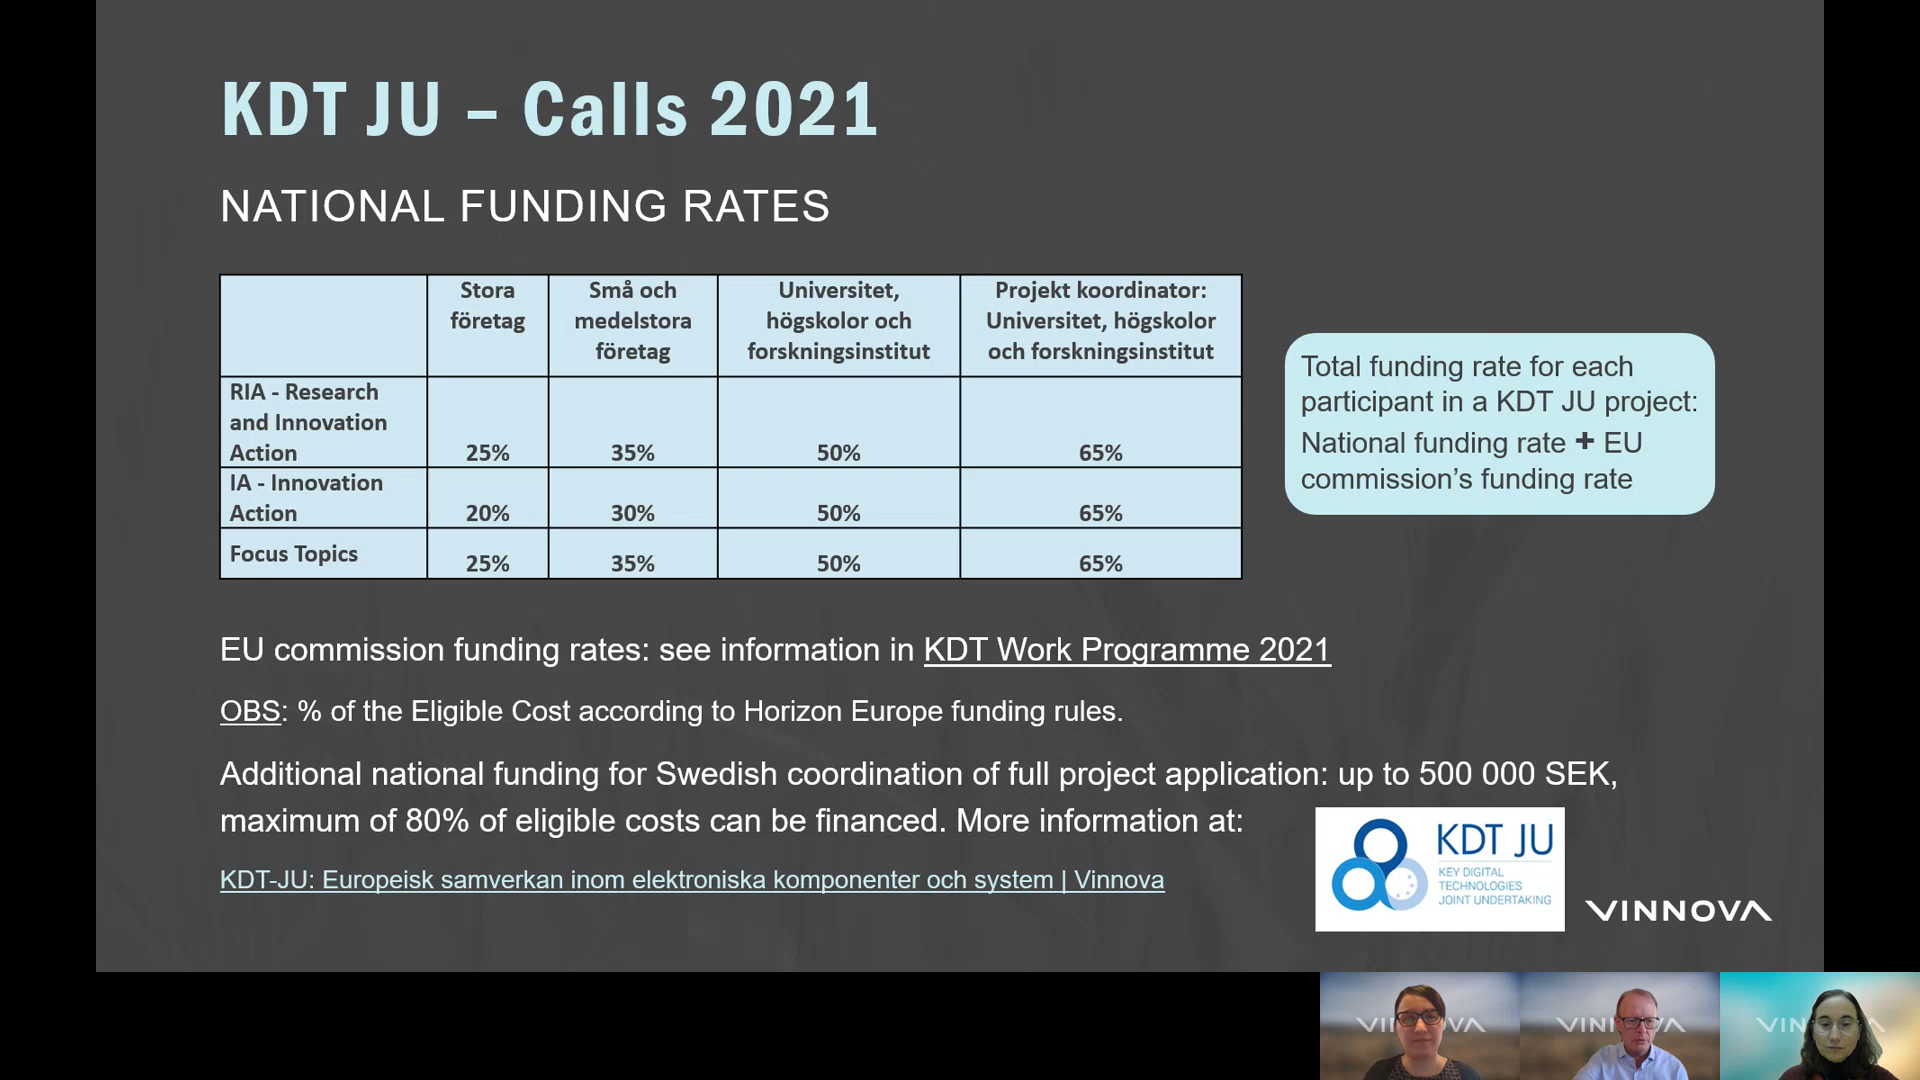 KDT JU – Calls 2021
NATIONAL FUNDING RATES
Stora
företag
Små och
medelstora
företag
Universitet,
högskolor och
forskningsinstitut
Projekt koordinator:
Universitet, högskolor
och forskningsinstitut
RIA - Research
and Innovation
Action
25%
35%
50%
65%
IA - Innovation
Action
20%
30%
50%
65%
Focus Topics
25%
35%
50%
65%
Total funding rate for each
participant in a KDT JU project:
National funding rate + EU
commission's funding rate
EU commission funding rates: see information in KDT Work Programme 2021
OBS: % of the Eligible Cost according to Horizon Europe funding rules.
Additional national funding for Swedish coordination of full project application: up to 500 000 SEK,
maximum of 80% of eligible costs can be financed. More information at:
KDT-JU: Europeisk samverkan inom elektroniska komponenter och system | Vinnova
KDT JU
KEY DIGITAL
TECHNOLOGIES
JOINT UNDERTAKING
VINNOVA